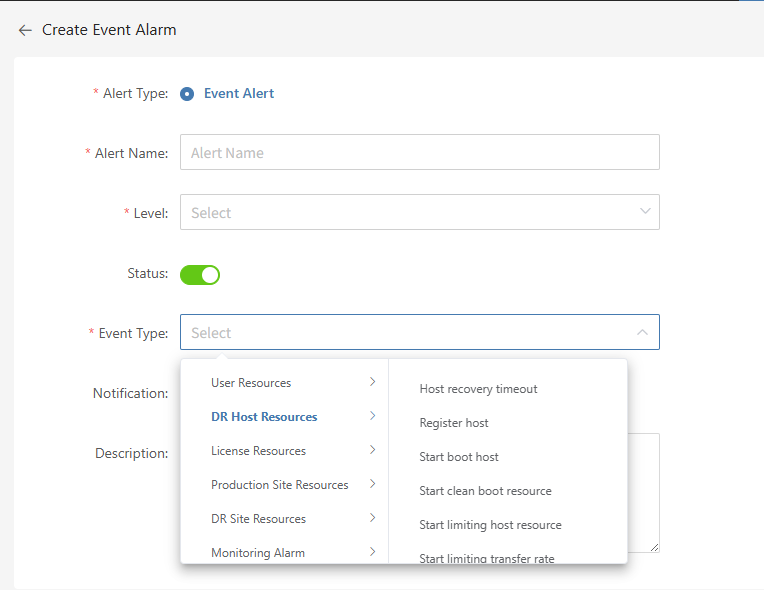 Create Event Alarm
* Alert Type: Event Alert
* Alert Name: Alert Name
* Level: Select
Status:
* Event Type: Select
Notification:
Description:
User Resources
DR Host Resources
License Resources
Production Site Resources
DR Site Resources
Monitoring Alarm
Host recovery timeout
Register host
Start boot host
Start clean boot resource
Start limiting host resource
Start limiting transfer rate